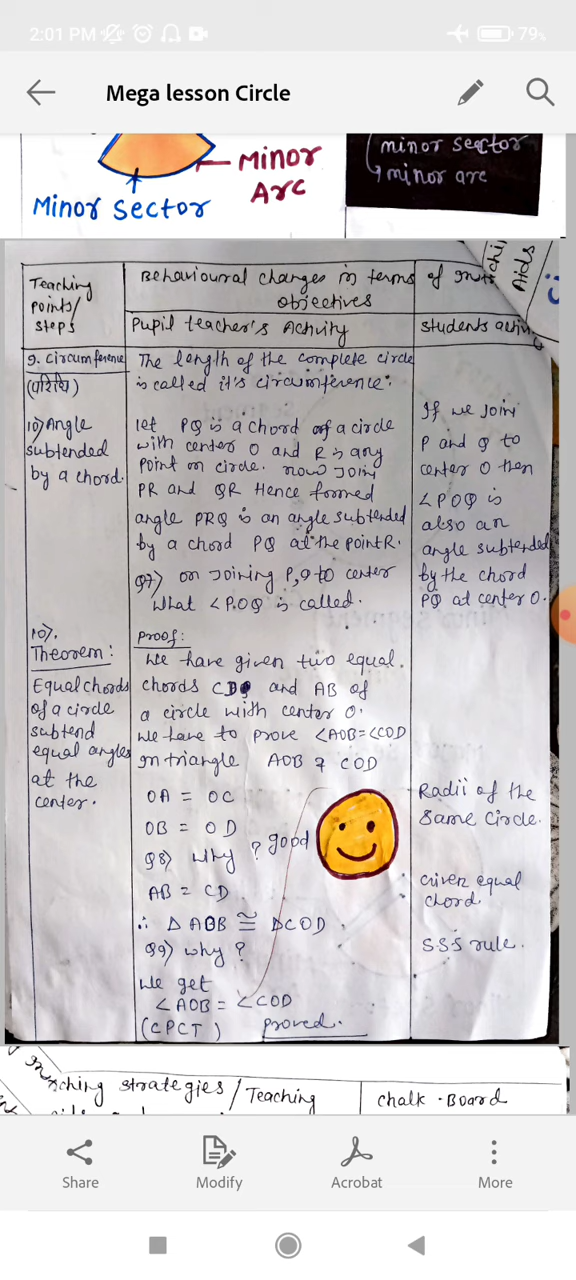 2:01 PM
79%
Mega lesson Circle
Minor Arc
Minor Sector
minor sector
minor arc
Teaching Points/ Steps
Behavioural changes in terms of
objectives
Aids
Pupil teacher's Activity
Students activi
9. Circumference
(परिधि)
The length of the complete circle
is called it's circumference.
10) Angle
subtended
by a chord.
let PQ is a chord of a circle
with center O and R is any
point on circle. now join
PR and QR Hence formed
angle PRQ is an angle subtended
by a chord PQ at the point R.
Q7) on Joining P,Q to center
What ∠POQ is called.
If we Join
P and Q to
center O then
∠POQ is
also an
angle subtended
by the chord
PQ at center O.
10).
Theorem:
Equal chords
of a circle
subtend
equal angles
at the
center.
Proof:
We have given two equal.
chords CD and AB of
a circle with center O.
we have to prove ∠AOB=∠COD
In triangle AOB & COD
OA = OC
OB = OD
Q8) Why ? good
AB = CD
∴ Δ AOB ≅ ΔCOD
Q9) why ?
We get
∠AOB = ∠COD
(CPCT) proved.
Radii of the
same circle.
Given equal
chord.
S.S.S rule.
ching strategies/Teaching
chalk-Board
Share
Modify
Acrobat
More